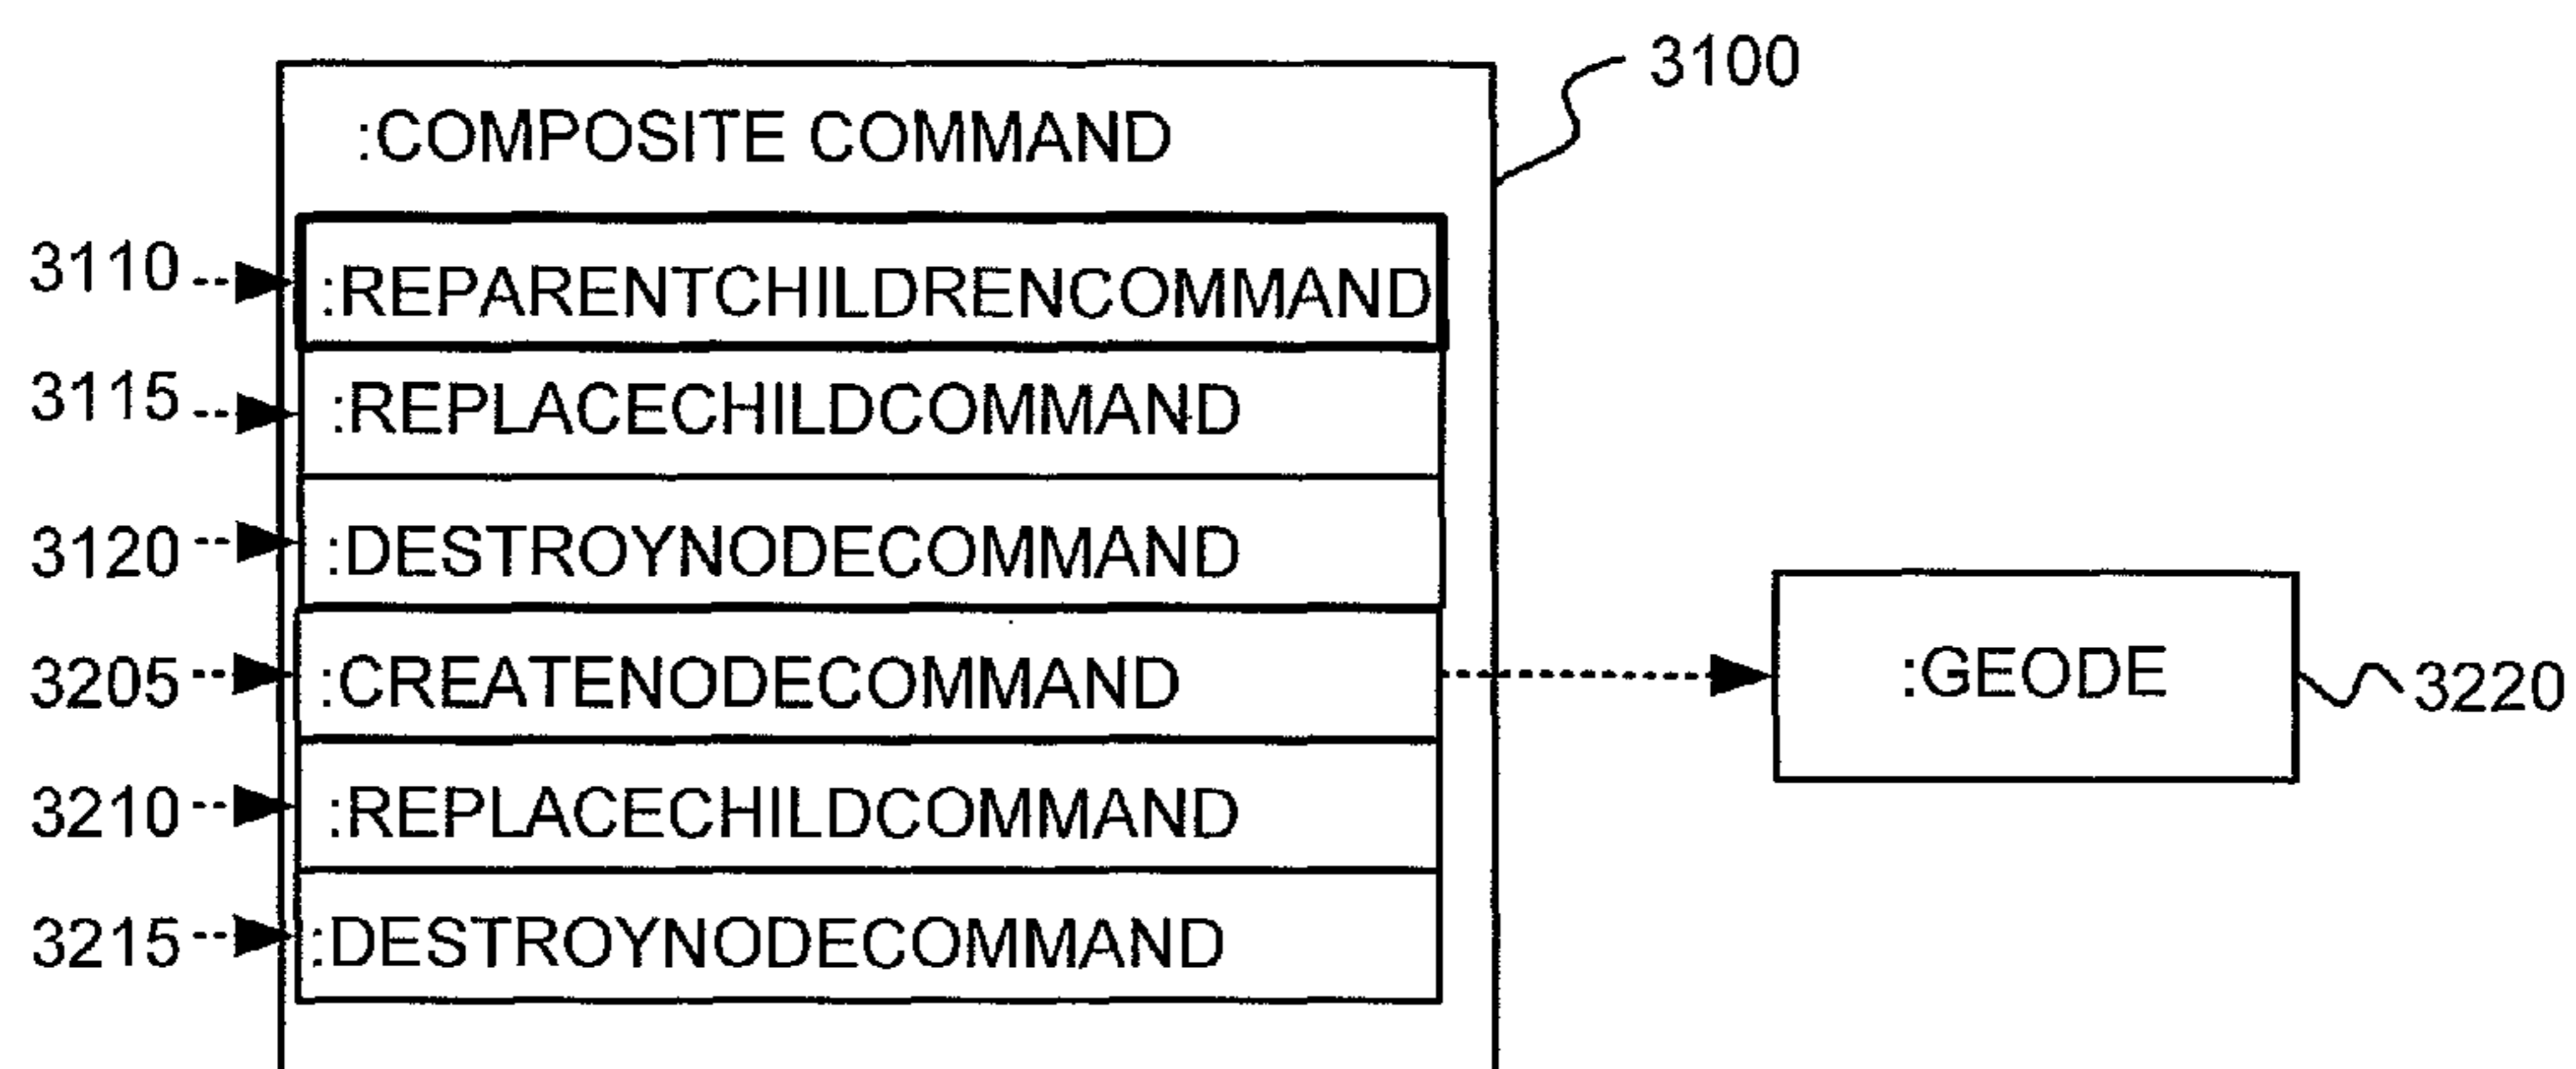 3100
:COMPOSITE COMMAND
3110 :REPARENTCHILDRENCOMMAND
3115 :REPLACECHILDCOMMAND
3120 :DESTROYNODECOMMAND
3205 :CREATENODECOMMAND :GEODE 3220
3210 :REPLACECHILDCOMMAND
3215 :DESTROYNODECOMMAND